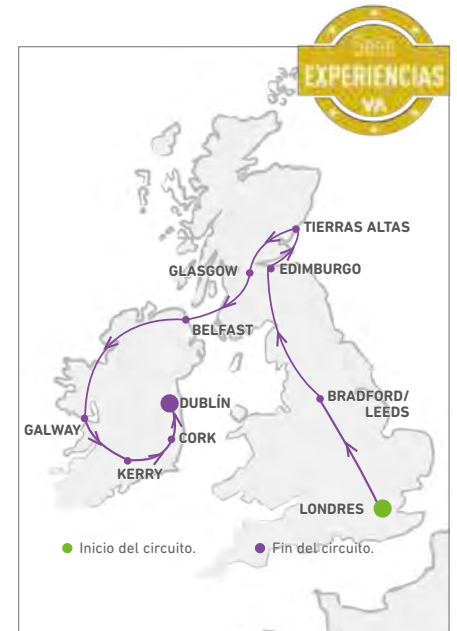 Serie
EXPERIENCIAS
VA
TIERRAS ALTAS
GLASGOW
EDIMBURGO
BELFAST
DUBLÍN
BRADFORD/
LEEDS
GALWAY
CORK
KERRY
LONDRES
Inicio del circuito.
Fin del circuito.